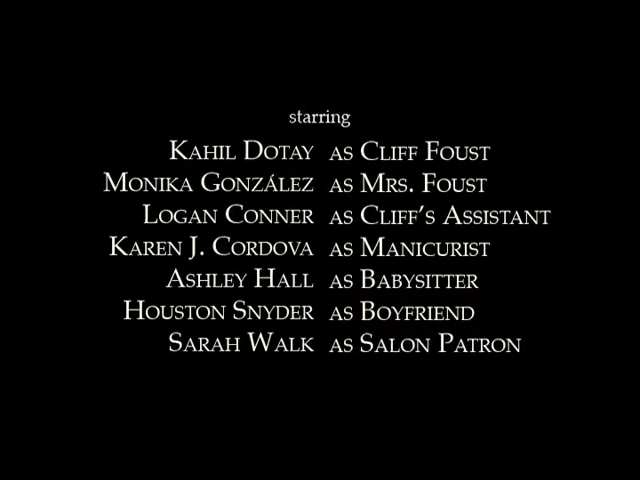 starring
Kahil Dotay as Cliff Foust
Monika González as Mrs. Foust
Logan Conner as Cliff's Assistant
Karen J. Cordova as Manicurist
Ashley Hall as Babysitter
Houston Snyder as Boyfriend
Sarah Walk as Salon Patron